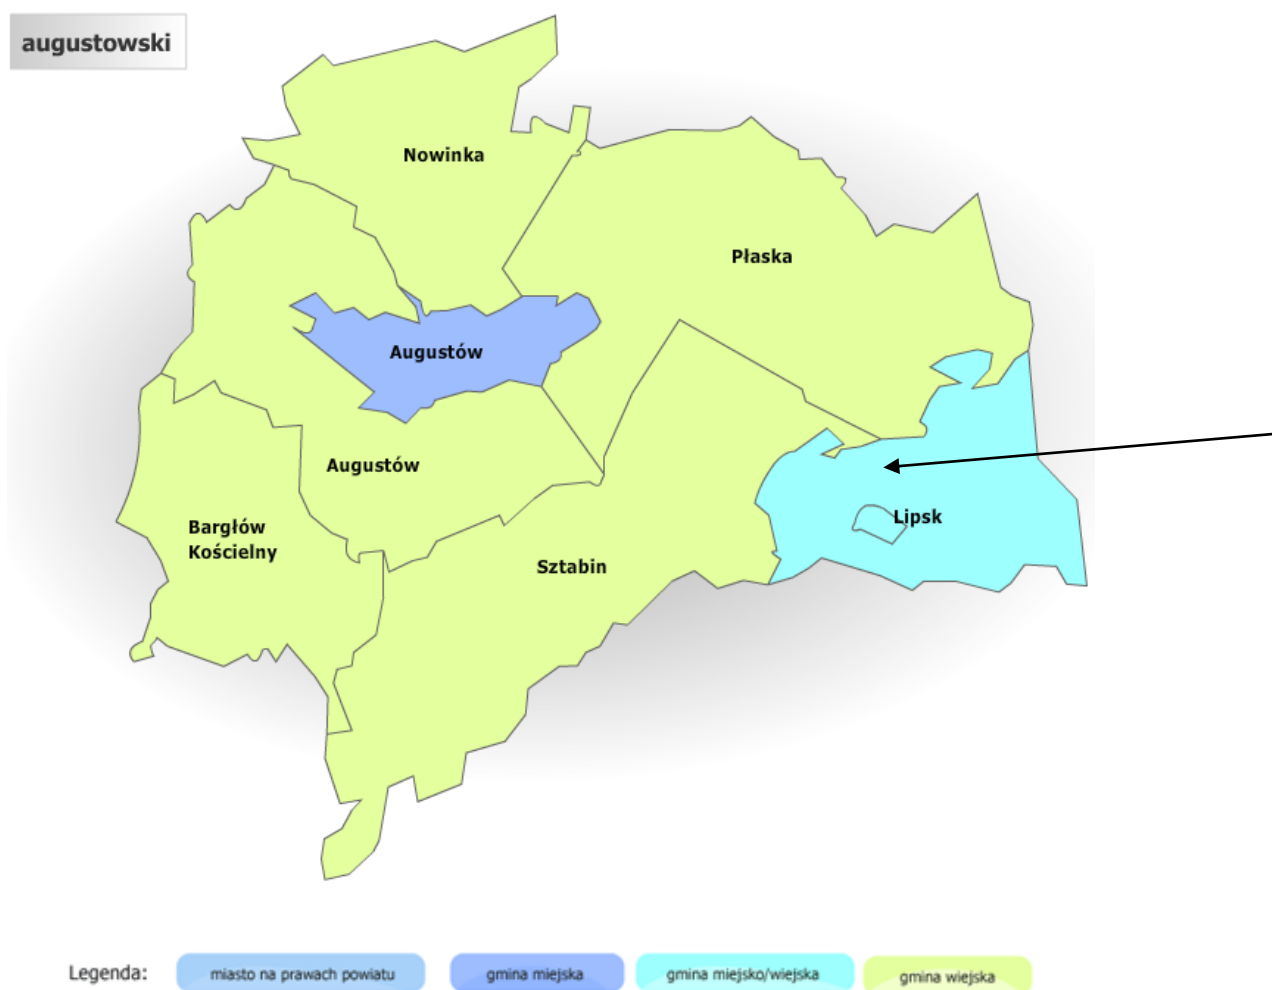 augustowski
Nowinka
Płaska
Augustów
Augustów
Bargłów
Kościelny
Lipsk
Sztabin
Legenda:
miasto na prawach powiatu
gmina miejska
gmina miejsko/wiejska
gmina wiejska